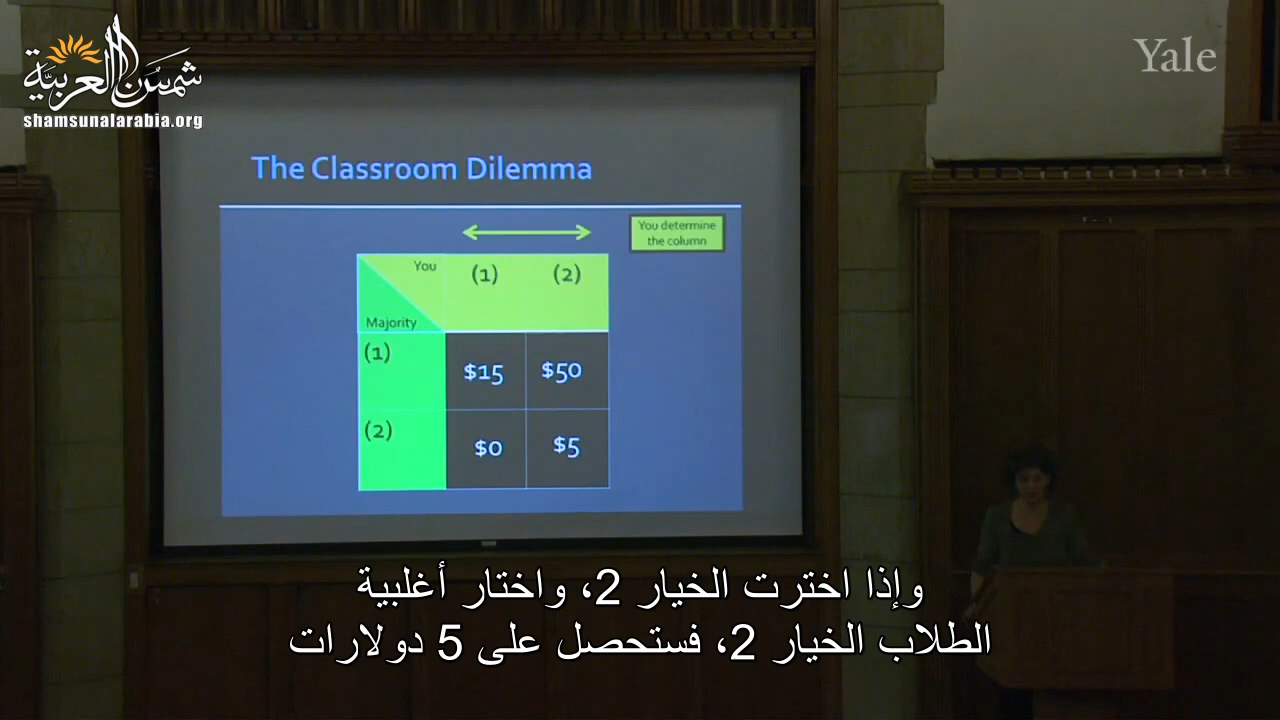 شمس العربية
shamsunalarabia.org
Yale
The Classroom Dilemma
You determine
the column
You (1) (2)
Majority
(1) $15 $50
(2) $0 $5
وإذا اخترت الخيار 2، واختار أغلبية
الطلاب الخيار 2، فستحصل على 5 دولارات